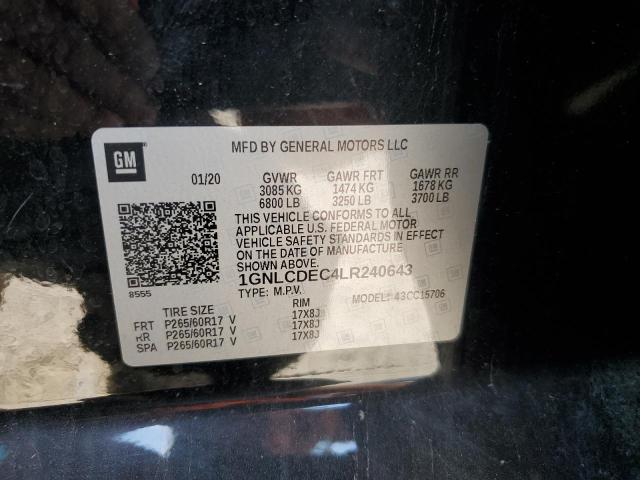 GM
MFD BY GENERAL MOTORS LLC
01/20 GVWR GAWR FRT GAWR RR
3085 KG 1474 KG 1678 KG
6800 LB 3250 LB 3700 LB
THIS VEHICLE CONFORMS TO ALL
APPLICABLE U.S. FEDERAL MOTOR
VEHICLE SAFETY STANDARDS IN EFFECT
ON THE DATE OF MANUFACTURE
SHOWN ABOVE.
1GNLCDEC4LR240643
8555
TYPE: M.P.V. MODEL: 43CC15706
TIRE SIZE RIM
FRT P265/60R17 V 17X8J
RR P265/60R17 V 17X8J
SPA P265/60R17 V 17X8J